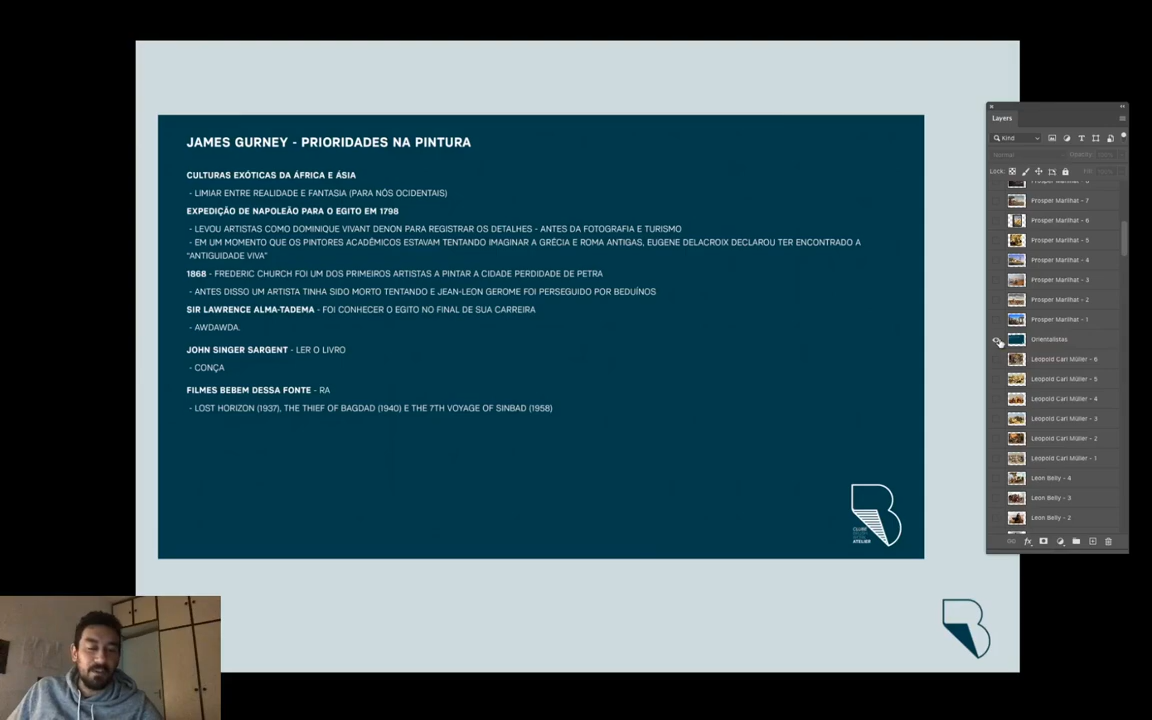 JAMES GURNEY - PRIORIDADES NA PINTURA
CULTURAS EXÓTICAS DA ÁFRICA E ÁSIA
- LIMIAR ENTRE REALIDADE E FANTASIA (PARA NÓS OCIDENTAIS)
EXPEDIÇÃO DE NAPOLEÃO PARA O EGITO EM 1798
- LEVOU ARTISTAS COMO DOMINIQUE VIVANT DENON PARA REGISTRAR OS DETALHES - ANTES DA FOTOGRAFIA E TURISMO
- EM UM MOMENTO QUE OS PINTORES ACADÊMICOS ESTAVAM TENTANDO IMAGINAR A GRÉCIA E ROMA ANTIGAS, EUGENE DELACROIX DECLAROU TER ENCONTRADO A
"ANTIGUIDADE VIVA"
1868 - FREDERIC CHURCH FOI UM DOS PRIMEIROS ARTISTAS A PINTAR A CIDADE PERDIDADE DE PETRA
- ANTES DISSO UM ARTISTA TINHA SIDO MORTO TENTANDO E JEAN-LEON GEROME FOI PERSEGUIDO POR BEDUÍNOS
SIR LAWRENCE ALMA-TADEMA - FOI CONHECER O EGITO NO FINAL DE SUA CARREIRA
- AWDAWDA.
JOHN SINGER SARGENT - LER O LIVRO
- CONÇA
FILMES BEBEM DESSA FONTE - RA
- LOST HORIZON (1937), THE THIEF OF BAGDAD (1940) E THE 7TH VOYAGE OF SINBAD (1958)
CLUBE
ATELIER
Layers
Kind
Normal
Opacity:
Lock:
Fill:
Prosper Marilhat - 7
Prosper Marilhat - 6
Prosper Marilhat - 5
Prosper Marilhat - 4
Prosper Marilhat - 3
Prosper Marilhat - 2
Prosper Marilhat - 1
Orientalistas
Leopold Carl Müller - 6
Leopold Carl Müller - 5
Leopold Carl Müller - 4
Leopold Carl Müller - 3
Leopold Carl Müller - 2
Leopold Carl Müller - 1
Leon Belly - 4
Leon Belly - 3
Leon Belly - 2
fx